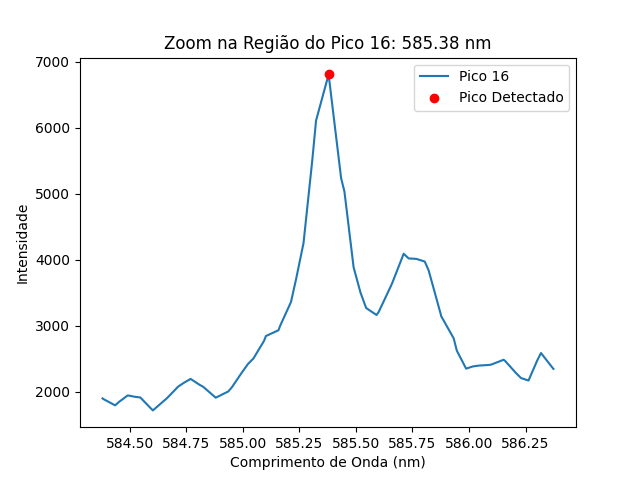 Zoom na Região do Pico 16: 585.38 nm
Pico 16
Pico Detectado
Intensidade
7000
6000
5000
4000
3000
2000
584.50 584.75 585.00 585.25 585.50 585.75 586.00 586.25
Comprimento de Onda (nm)